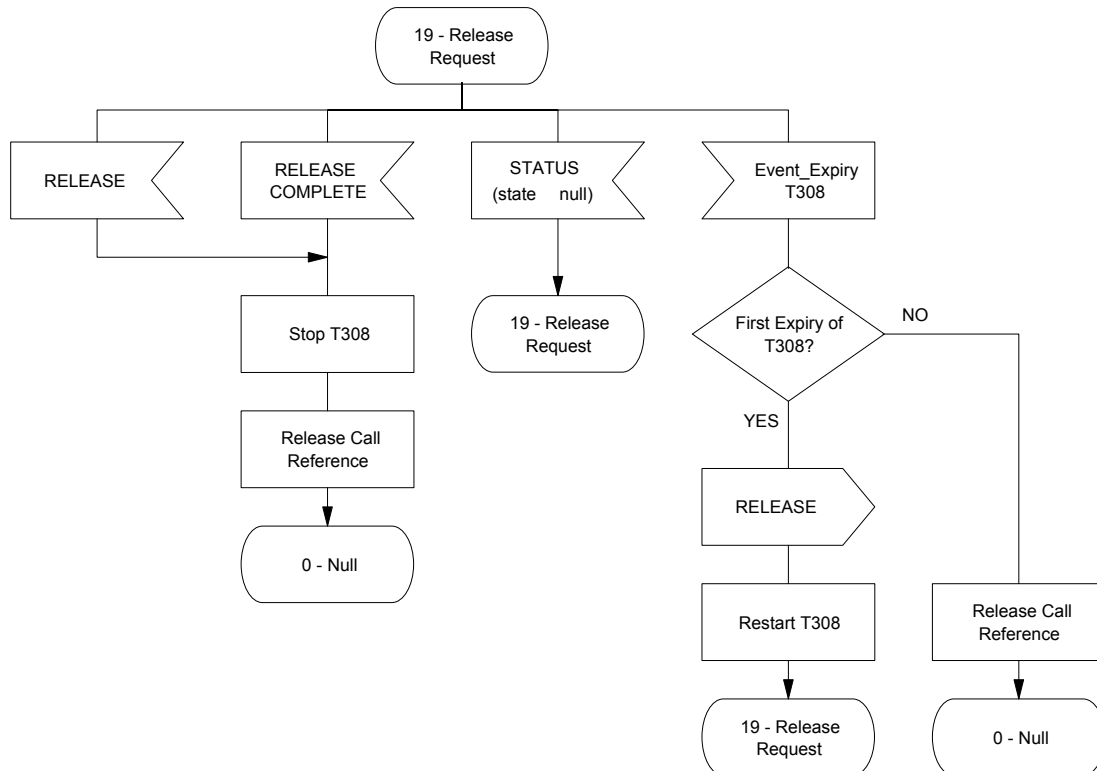 19 - Release
Request
RELEASE
RELEASE
COMPLETE
STATUS
(state null)
Event_Expiry
T308
Stop T308
19 - Release
Request
First Expiry of
T308?
NO
YES
Release Call
Reference
RELEASE
0 - Null
Restart T308
Release Call
Reference
19 - Release
Request
0 - Null